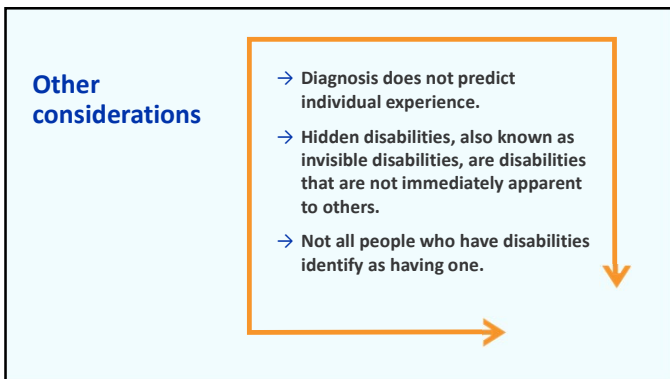 Other
considerations
→ Diagnosis does not predict
individual experience.
→ Hidden disabilities, also known as
invisible disabilities, are disabilities
that are not immediately apparent
to others.
→ Not all people who have disabilities
identify as having one.